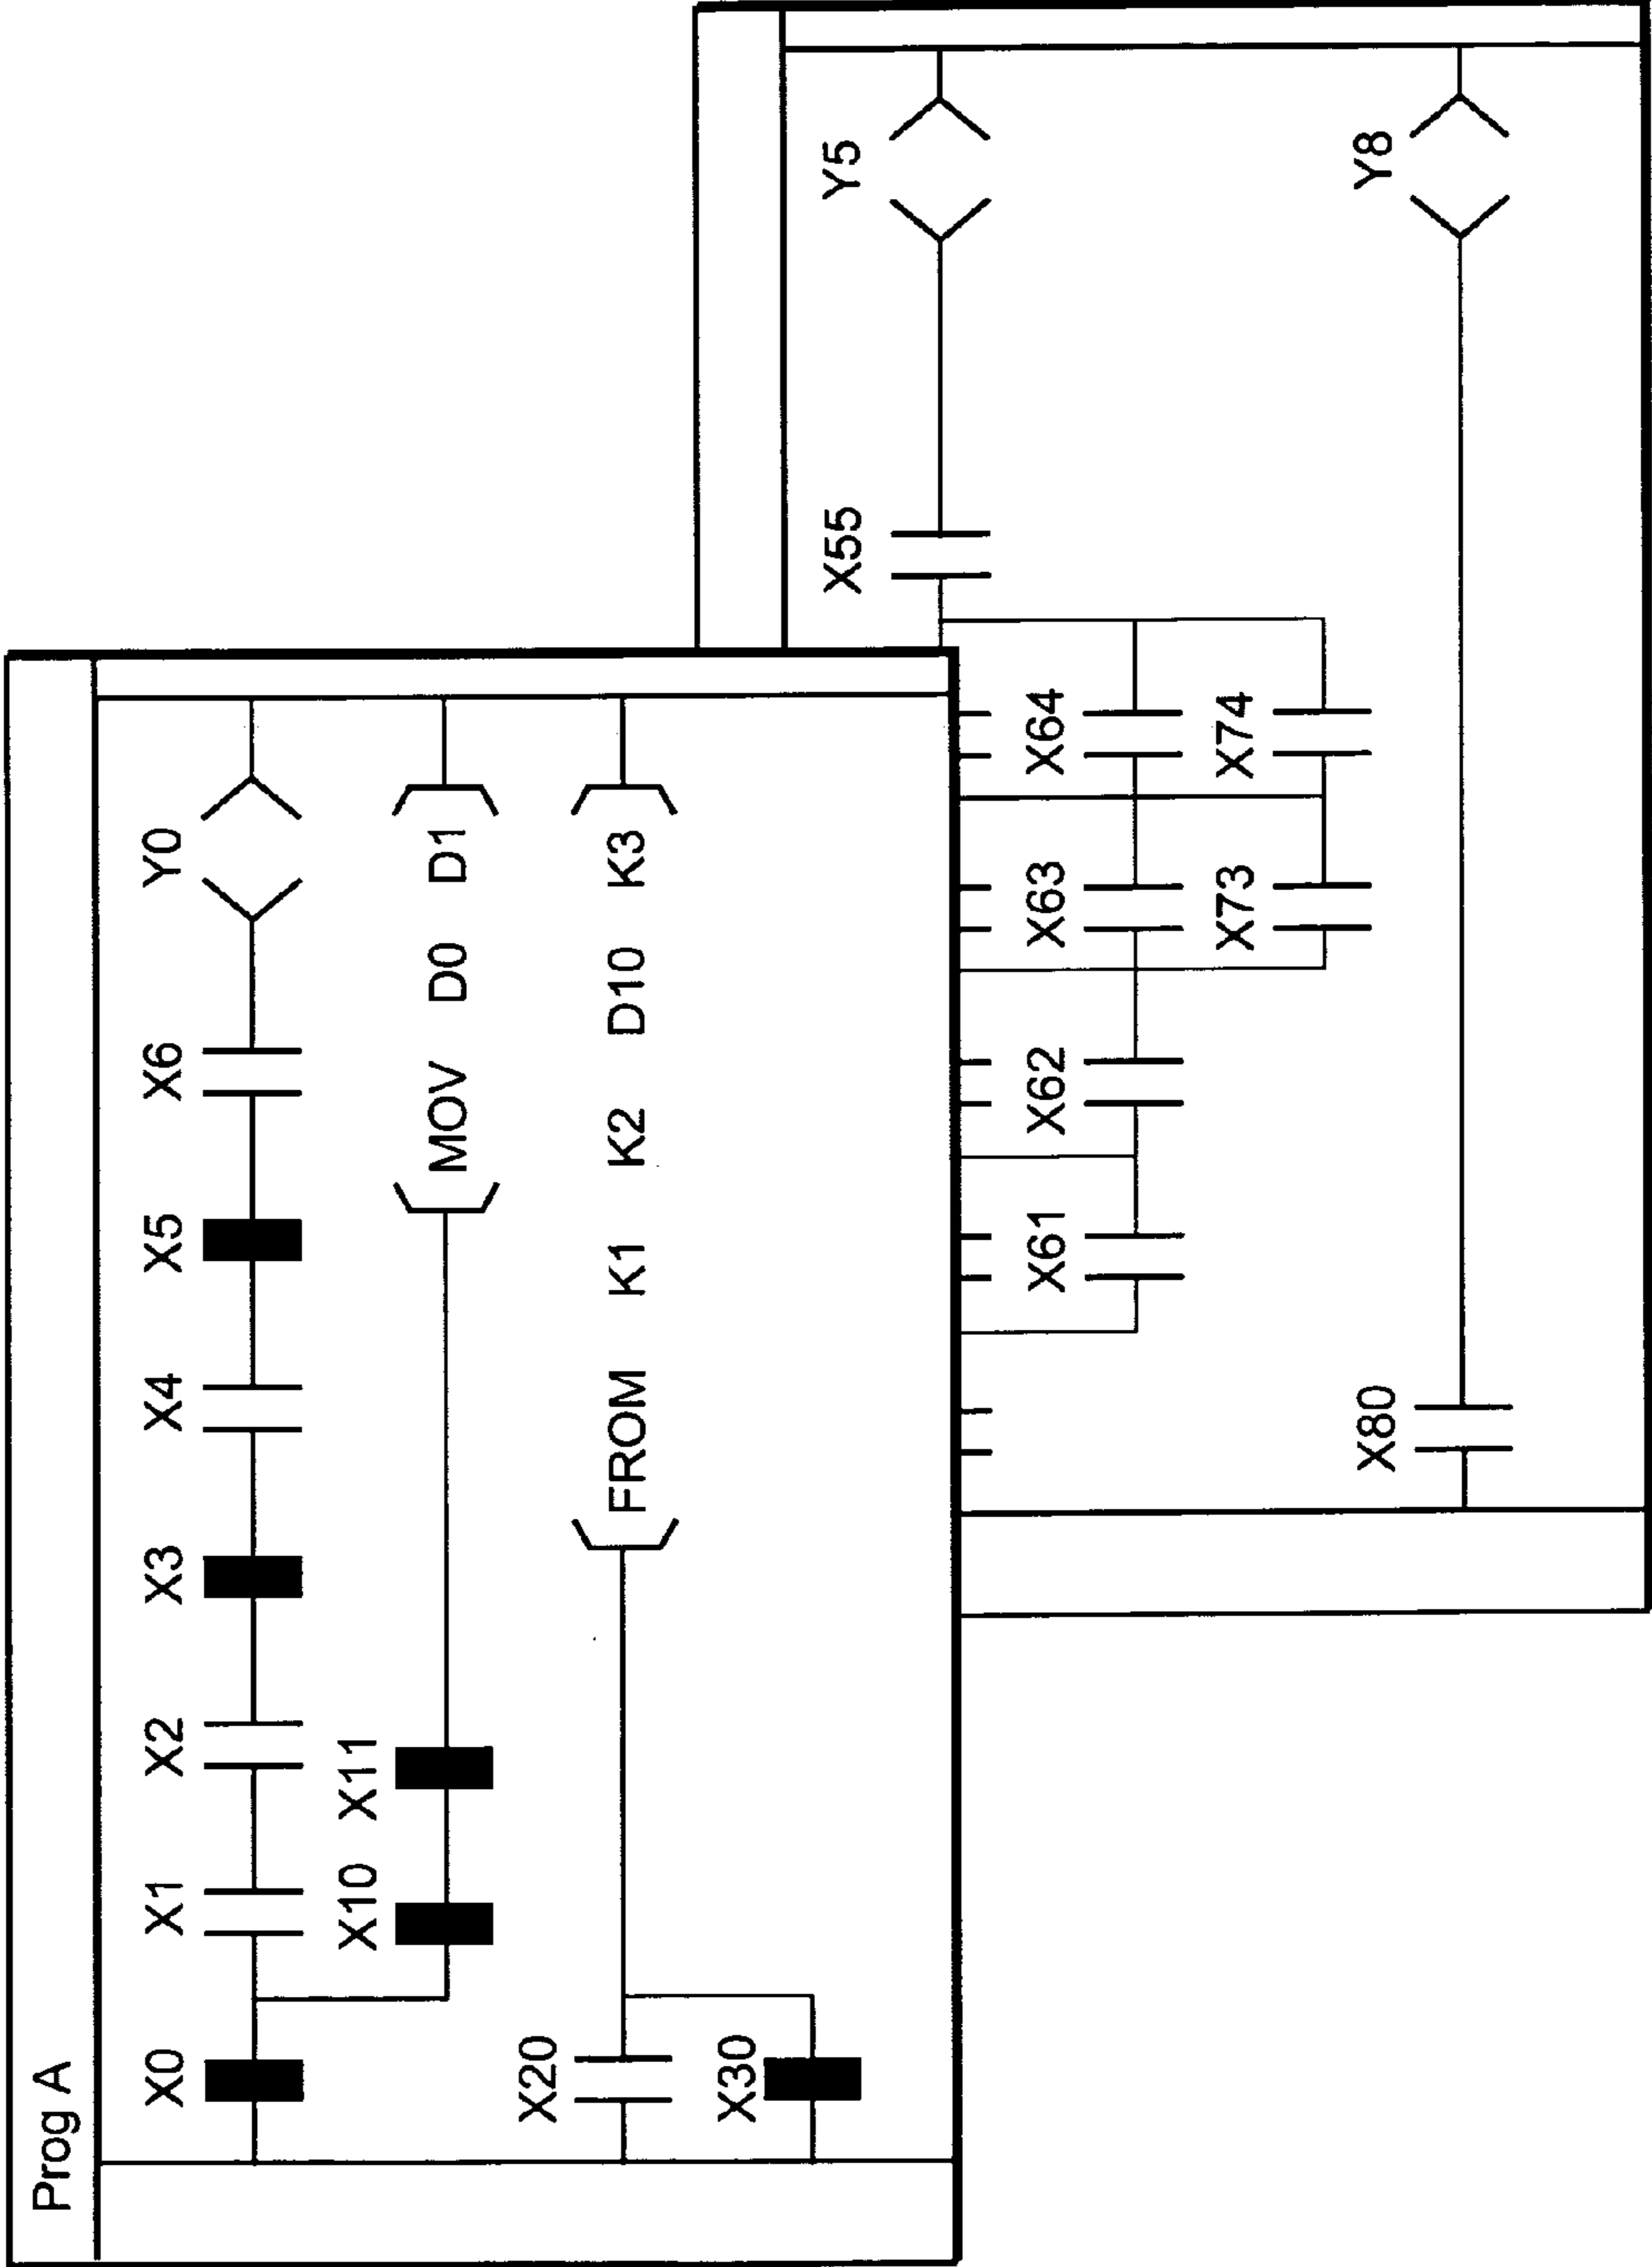 Prog A
X0 X1 X2 X3 X4 X5 X6 Y0
X10 X11
MOV D0 D1
X20
FROM K1 K2 D10 K3
X30
X55 Y5
X61 X62 X63 X64
X73 X74
X80 Y8